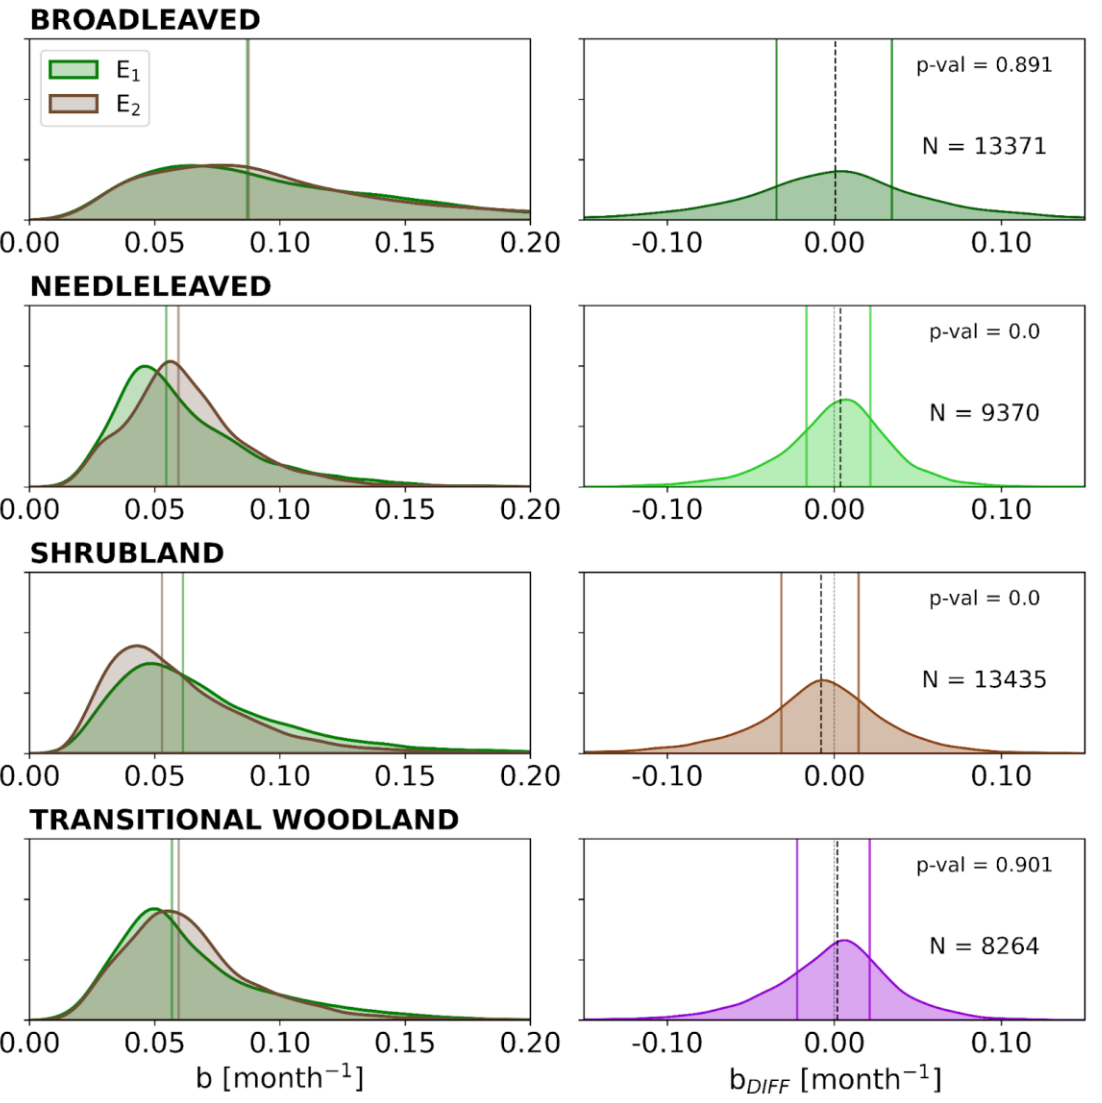 BROADLEAVED
E₁
E₂
p-val = 0.891
N = 13371
0.00 0.05 0.10 0.15 0.20
-0.10 0.00 0.10
NEEDLELEAVED
p-val = 0.0
N = 9370
0.00 0.05 0.10 0.15 0.20
-0.10 0.00 0.10
SHRUBLAND
p-val = 0.0
N = 13435
0.00 0.05 0.10 0.15 0.20
-0.10 0.00 0.10
TRANSITIONAL WOODLAND
p-val = 0.901
N = 8264
0.00 0.05 0.10 0.15 0.20
-0.10 0.00 0.10
b [month⁻¹]
b_DIFF [month⁻¹]